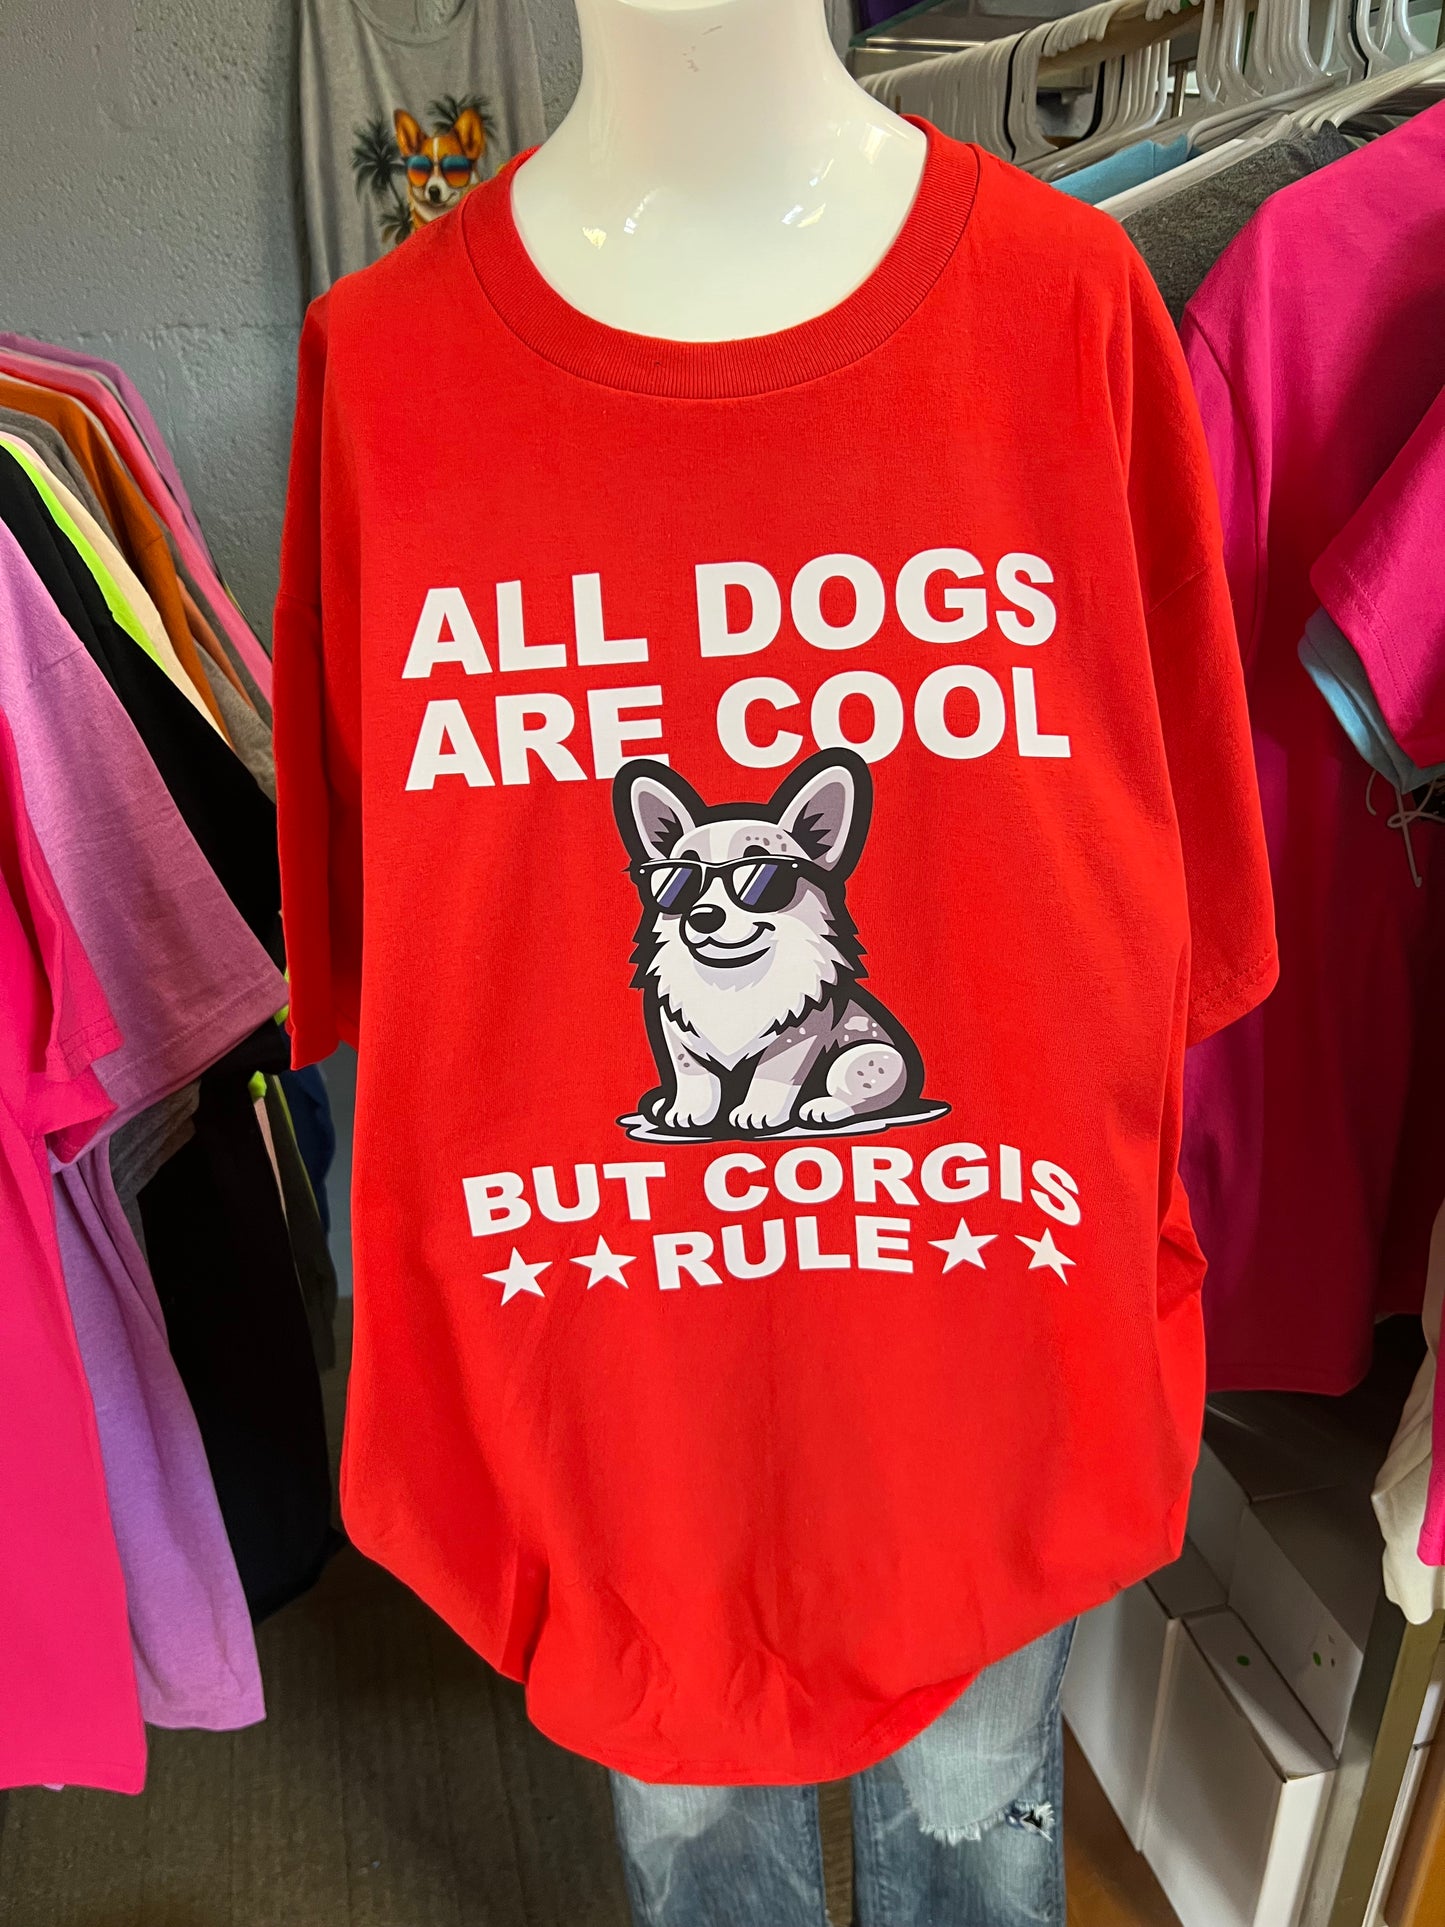 ALL DOGS
ARE COOL
BUT CORGIS
RULE